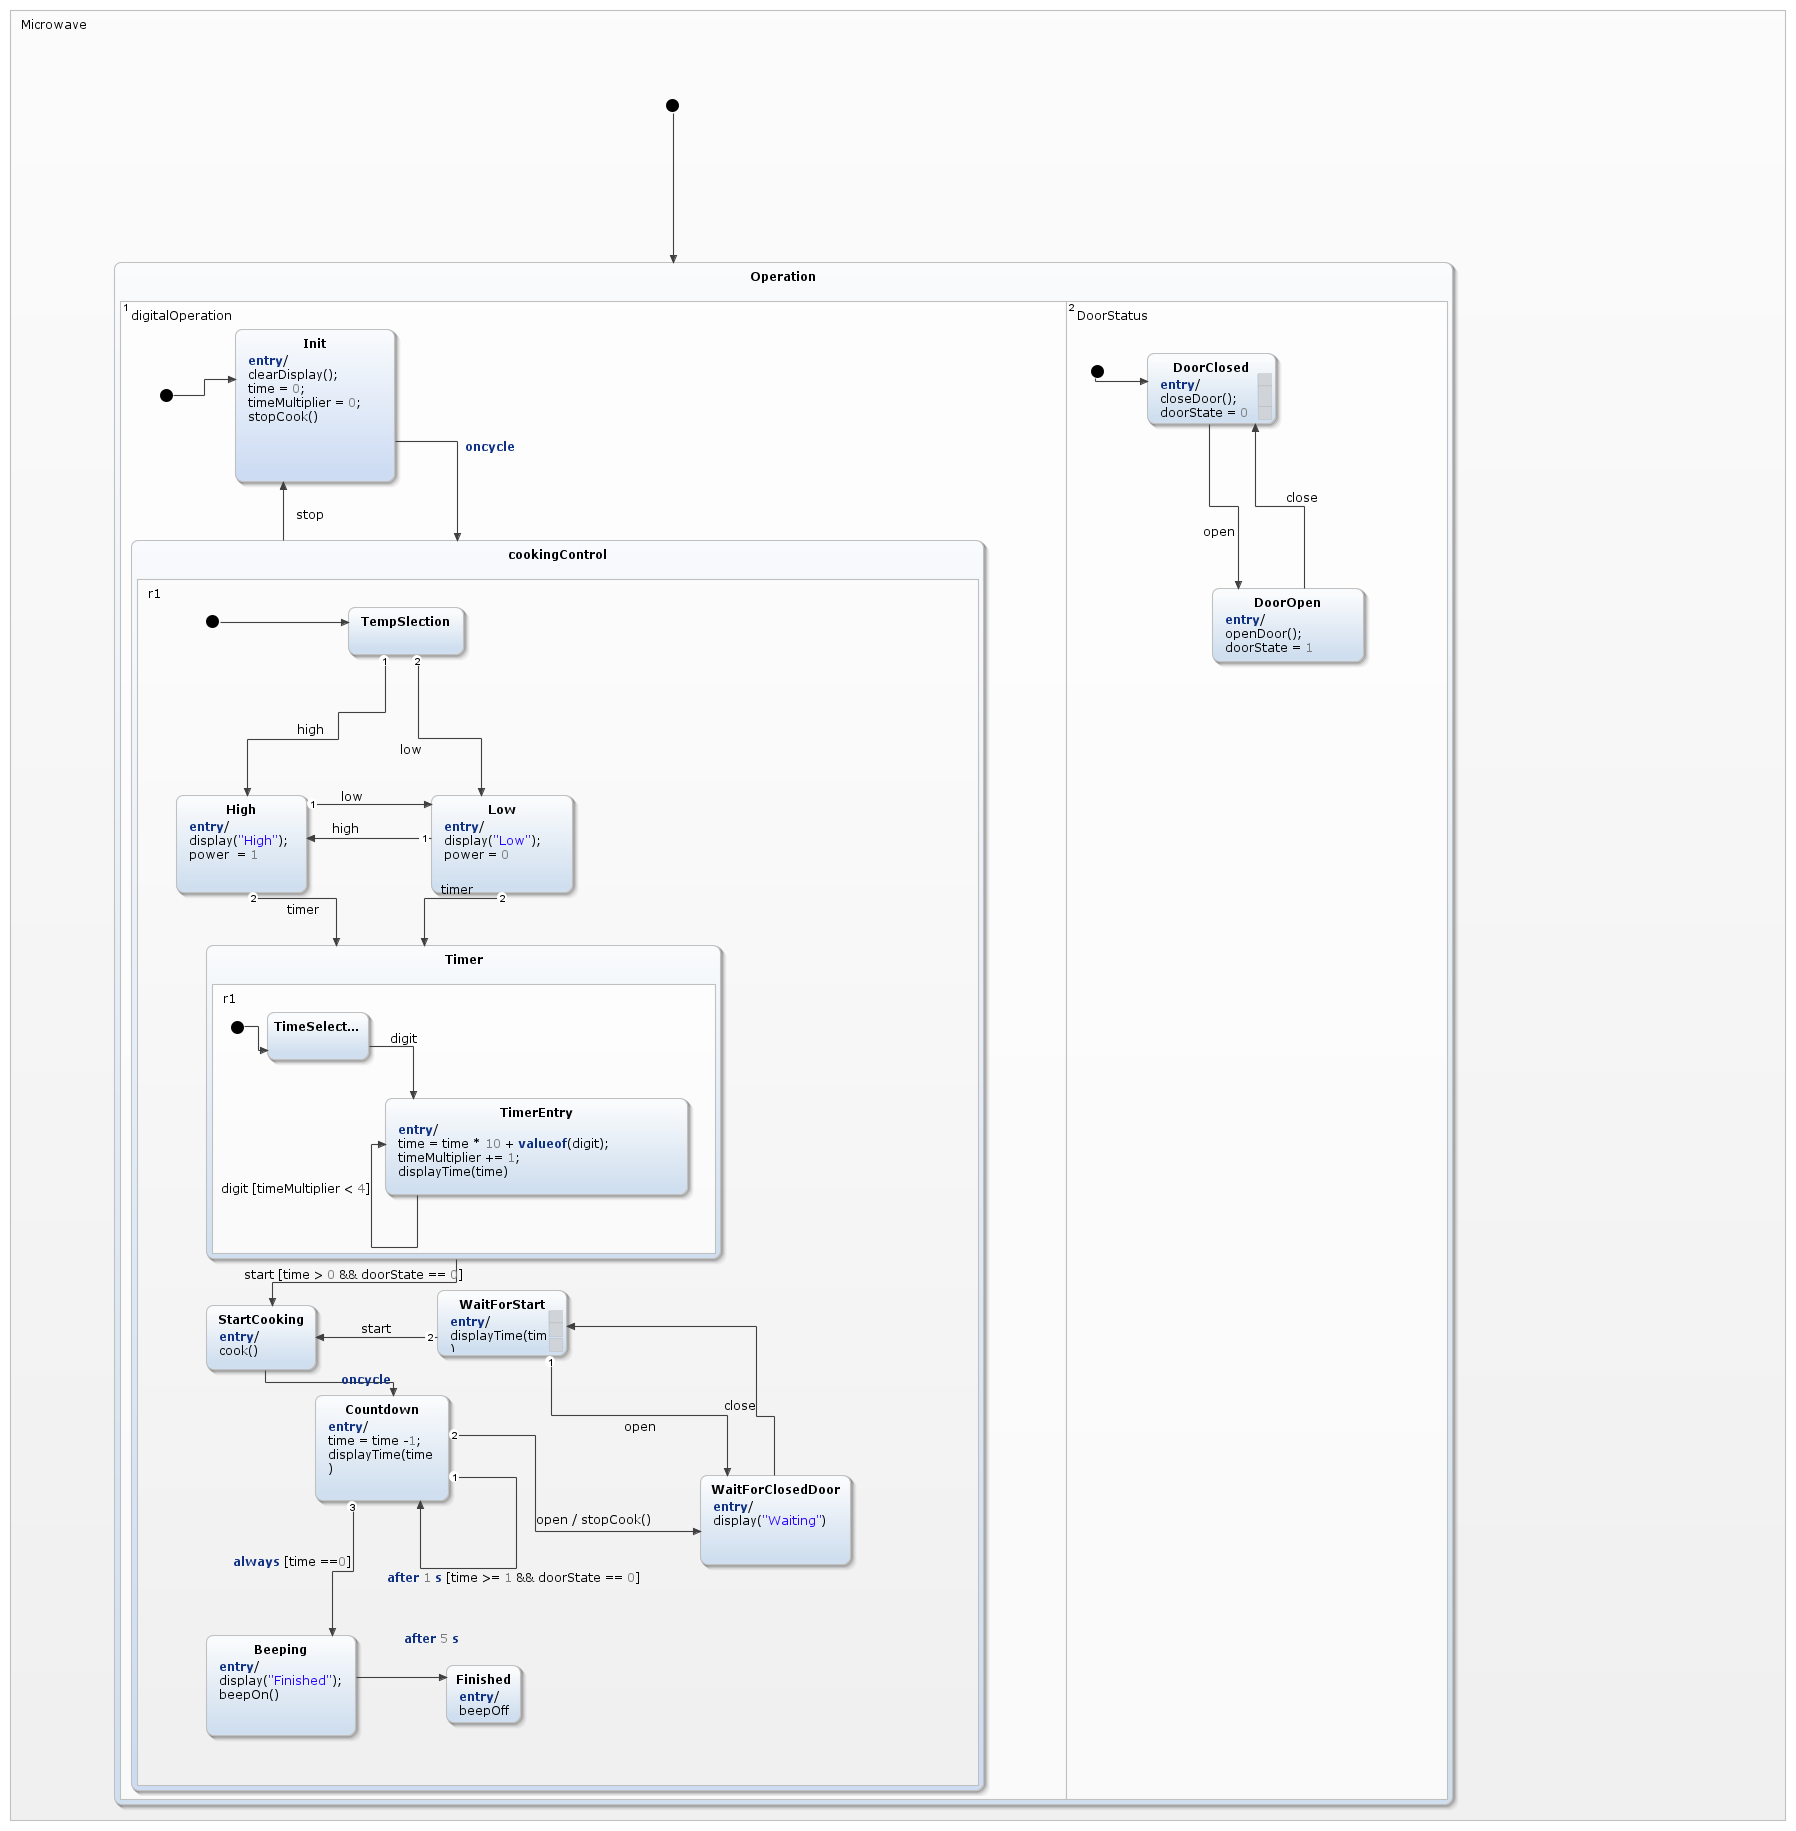 Microwave
Operation
1
digitalOperation
2
DoorStatus
Init
entry/
clearDisplay();
time = 0;
timeMultiplier = 0;
stopCook()
oncycle
stop
DoorClosed
entry/
closeDoor();
doorState = 0
close
open
DoorOpen
entry/
openDoor();
doorState = 1
cookingControl
r1
TempSlection
1
2
high
low
High
entry/
display("High");
power  = 1
1
low
high
1
Low
entry/
display("Low");
power = 0
2
timer
timer
2
Timer
r1
TimeSelect...
digit
TimerEntry
entry/
time = time * 10 + valueof(digit);
timeMultiplier += 1;
displayTime(time)
digit [timeMultiplier < 4]
start [time > 0 && doorState == 0]
StartCooking
entry/
cook()
start
2
WaitForStart
entry/
displayTime(tim
)
1
oncycle
Countdown
entry/
time = time -1;
displayTime(time
)
2
1
3
close
open
WaitForClosedDoor
entry/
display("Waiting")
open / stopCook()
always [time ==0]
after 1 s [time >= 1 && doorState == 0]
Beeping
entry/
display("Finished");
beepOn()
after 5 s
Finished
entry/
beepOff